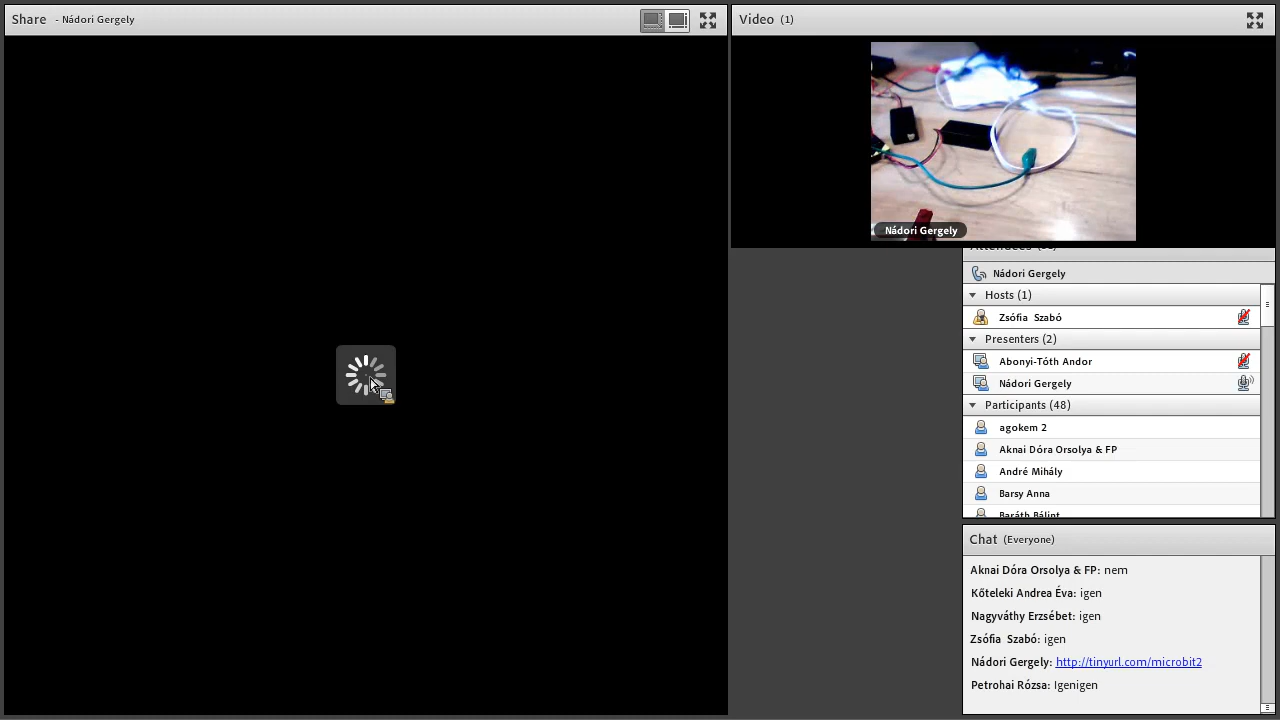 Share - Nádori Gergely
Video (1)
Nádori Gergely
Nádori Gergely
Hosts (1)
Zsófia Szabó
Presenters (2)
Abonyi-Tóth Andor
Nádori Gergely
Participants (48)
agokem 2
Aknai Dóra Orsolya & FP
André Mihály
Barsy Anna
Baráth Bálint
Chat (Everyone)
Aknai Dóra Orsolya & FP: nem
Kőteleki Andrea Éva: igen
Nagyváthy Erzsébet: igen
Zsófia Szabó: igen
Nádori Gergely: http://tinyurl.com/microbit2
Petrohai Rózsa: Igenigen